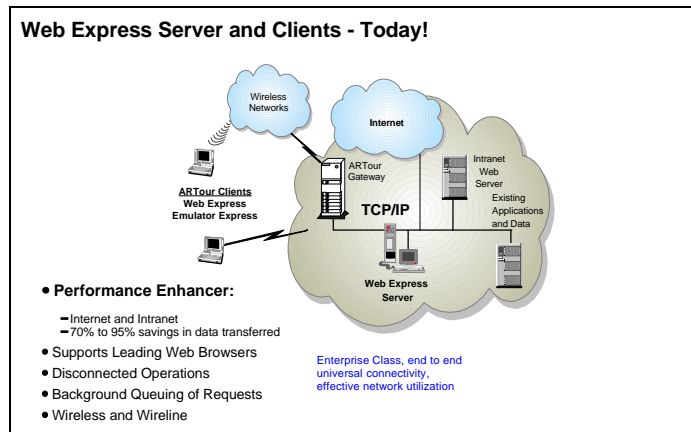 Web Express Server and Clients - Today!
Wireless
Networks
Internet
ARTour
Gateway
Intranet
Web
Server
ARTour Clients
Web Express
Emulator Express
TCP/IP
Existing
Applications
and Data
Web Express
Server
• Performance Enhancer:
–Internet and Intranet
–70% to 95% savings in data transferred
• Supports Leading Web Browsers
• Disconnected Operations
• Background Queuing of Requests
• Wireless and Wireline
Enterprise Class, end to end
universal connectivity,
effective network utilization